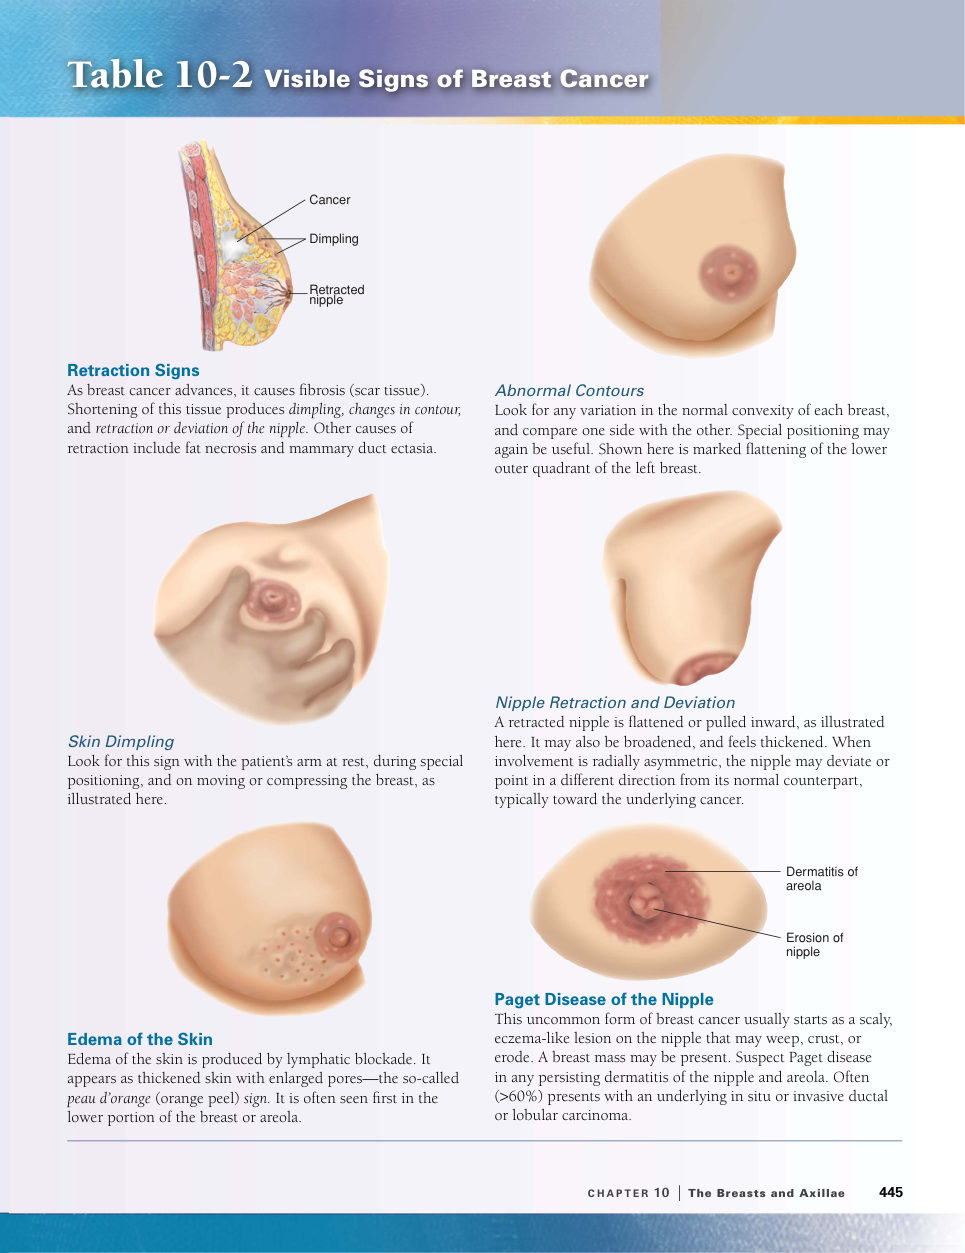 Table 10-2 Visible Signs of Breast Cancer
Cancer
Dimpling
Retracted
nipple
Retraction Signs
As breast cancer advances, it causes fibrosis (scar tissue).
Shortening of this tissue produces dimpling, changes in contour,
and retraction or deviation of the nipple. Other causes of
retraction include fat necrosis and mammary duct ectasia.
Abnormal Contours
Look for any variation in the normal convexity of each breast,
and compare one side with the other. Special positioning may
again be useful. Shown here is marked flattening of the lower
outer quadrant of the left breast.
Skin Dimpling
Look for this sign with the patient’s arm at rest, during special
positioning, and on moving or compressing the breast, as
illustrated here.
Nipple Retraction and Deviation
A retracted nipple is flattened or pulled inward, as illustrated
here. It may also be broadened, and feels thickened. When
involvement is radially asymmetric, the nipple may deviate or
point in a different direction from its normal counterpart,
typically toward the underlying cancer.
Edema of the Skin
Edema of the skin is produced by lymphatic blockade. It
appears as thickened skin with enlarged pores—the so-called
peau d’orange (orange peel) sign. It is often seen first in the
lower portion of the breast or areola.
Dermatitis of
areola
Erosion of
nipple
Paget Disease of the Nipple
This uncommon form of breast cancer usually starts as a scaly,
eczema-like lesion on the nipple that may weep, crust, or
erode. A breast mass may be present. Suspect Paget disease
in any persisting dermatitis of the nipple and areola. Often
(>60%) presents with an underlying in situ or invasive ductal
or lobular carcinoma.
CHAPTER 10 | The Breasts and Axillae 445